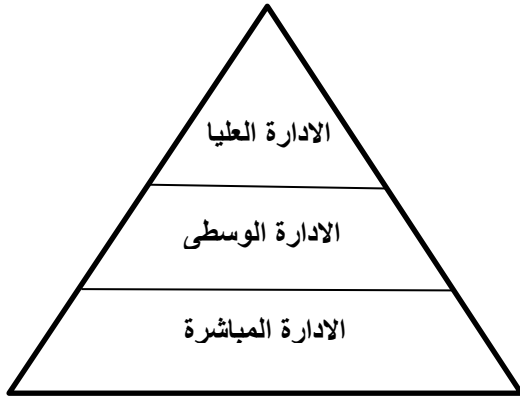 الادارة العليا
الادارة الوسطى
الادارة المباشرة